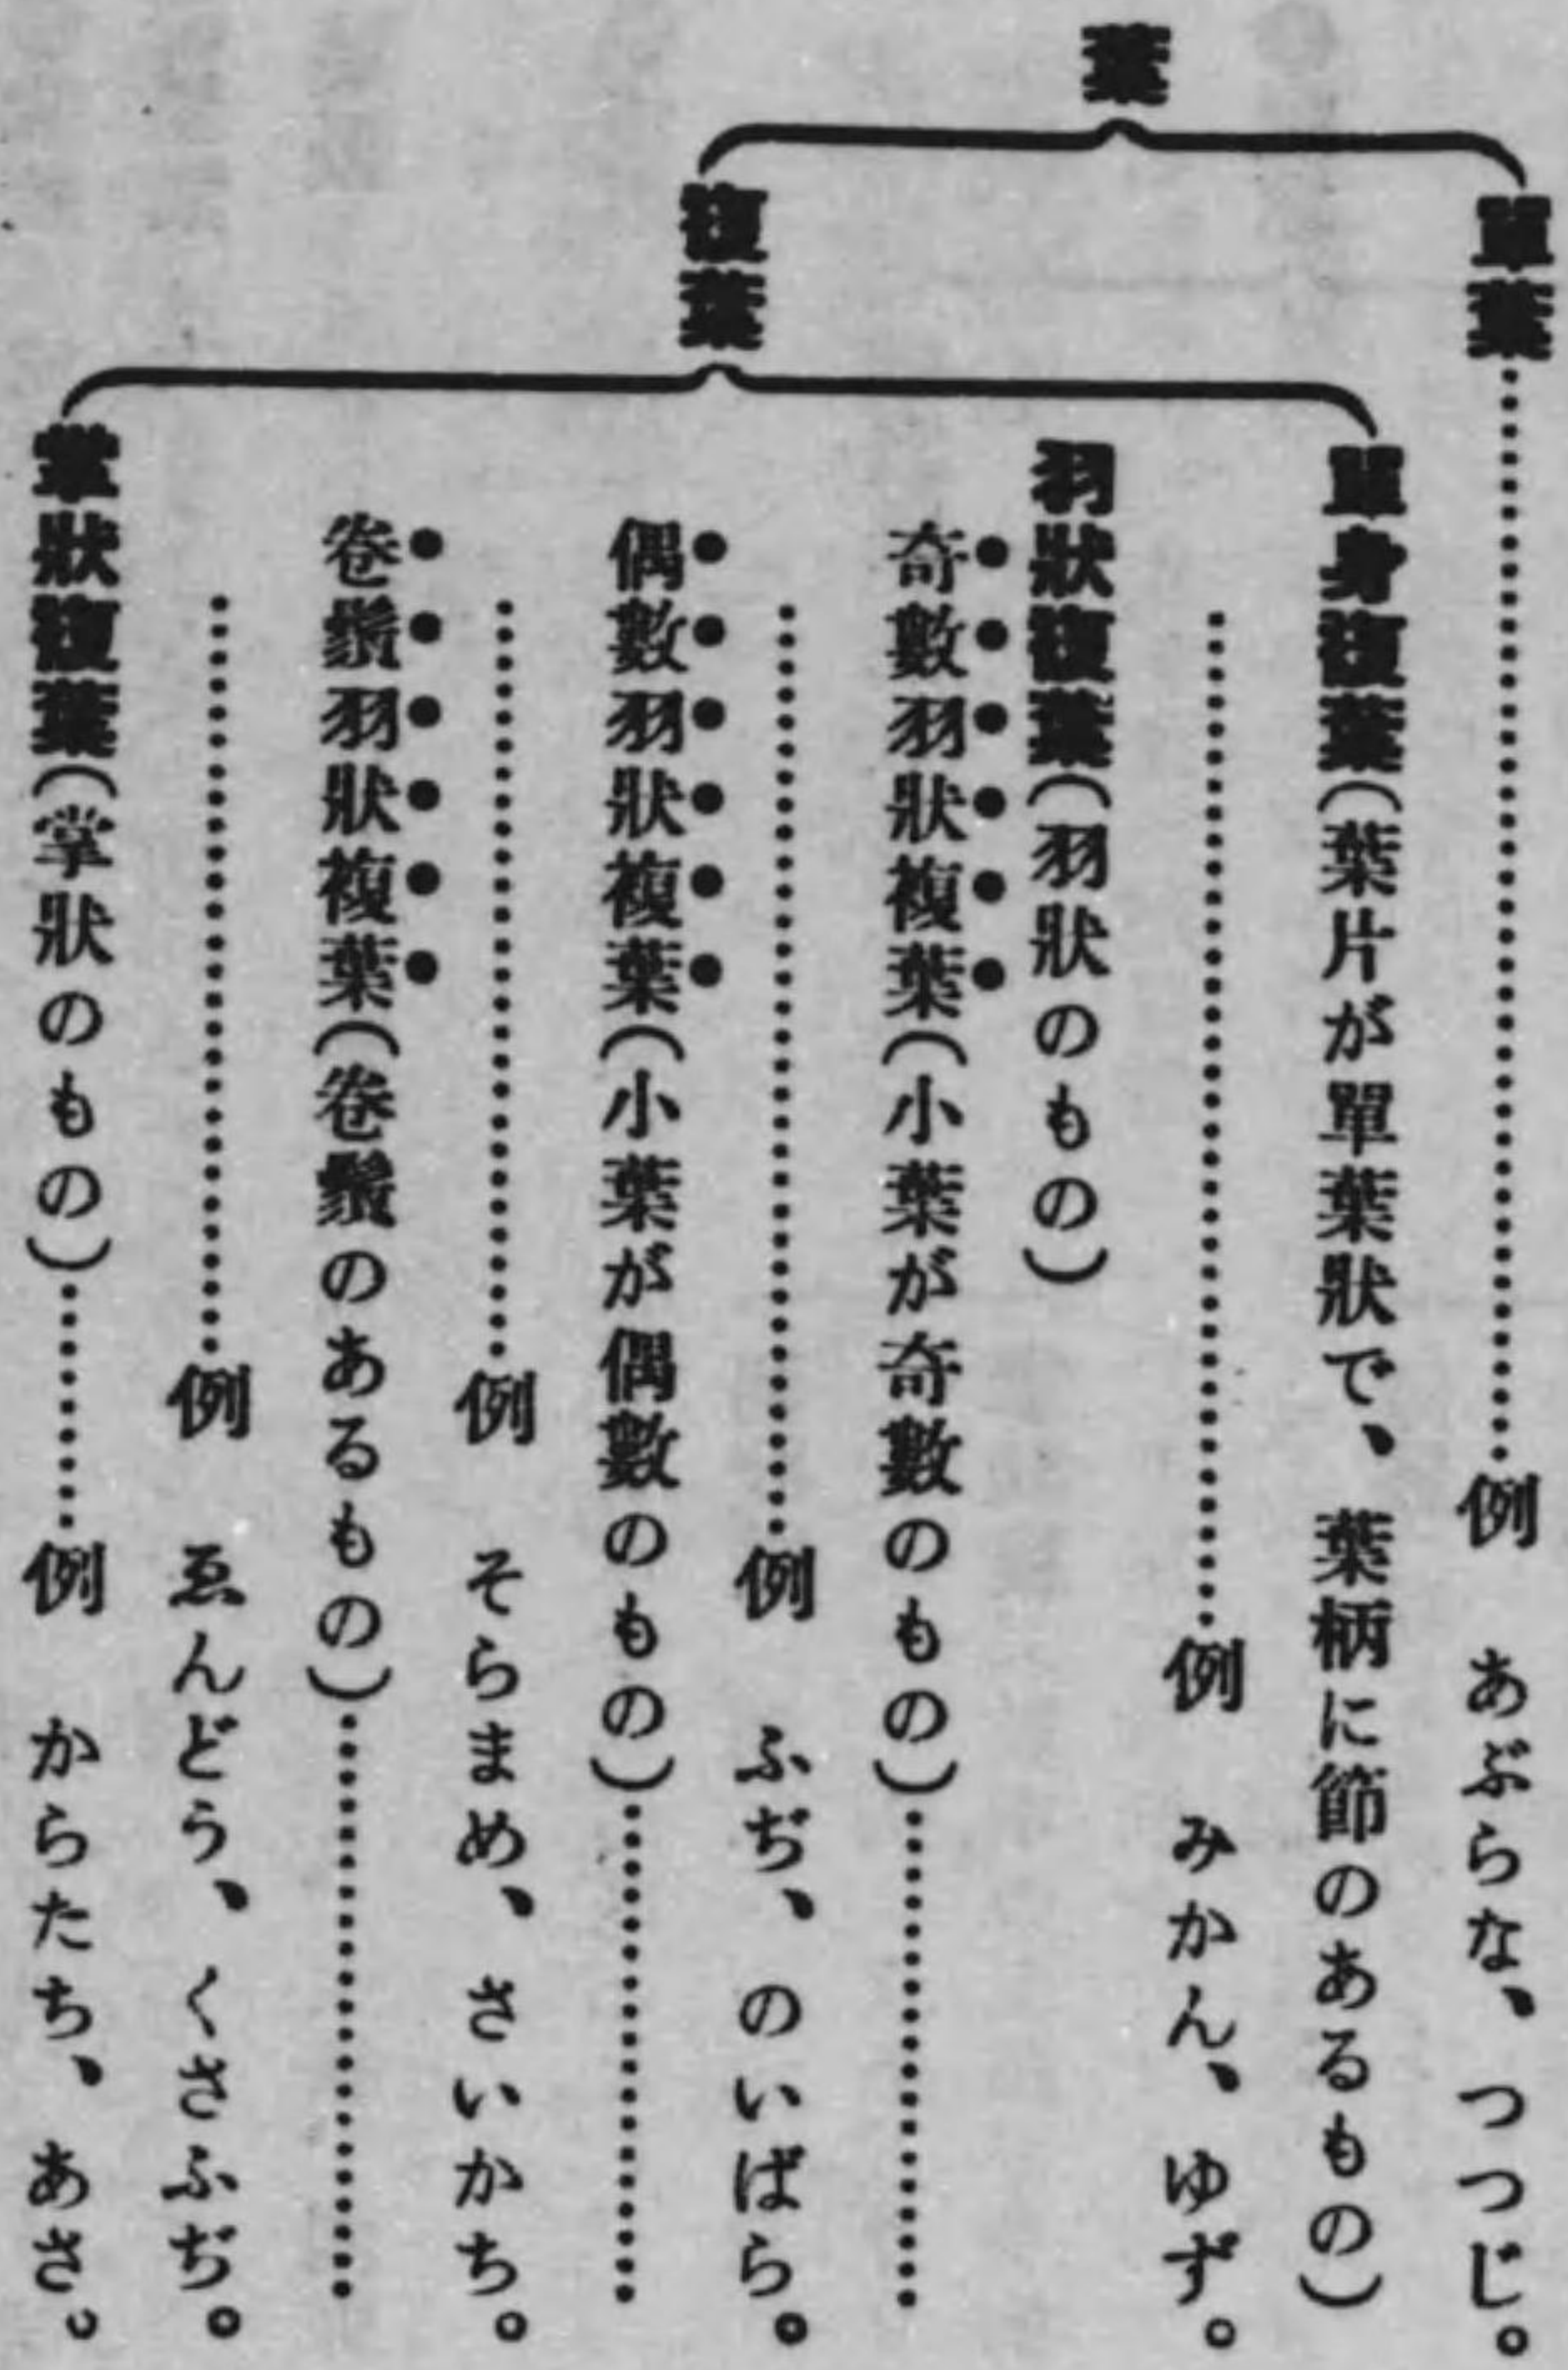 葉
單葉……………………例 あぶらな、つつじ。
複葉
單身複葉(葉片が單葉狀で、葉柄に節のあるもの)
……………………例 みかん、ゆず。
羽狀複葉(羽狀のもの)
奇數羽狀複葉(小葉が奇數のもの)…………
……………………例 ふぢ、のいばら。
偶數羽狀複葉(小葉が偶數のもの)…………
……………………例 そらまめ、さいかち。
卷鬚羽狀複葉(卷鬚のあるもの)…………
……………………例 ゑんどう、くさふぢ。
掌狀複葉(掌狀のもの)………例 からたち、あさ。